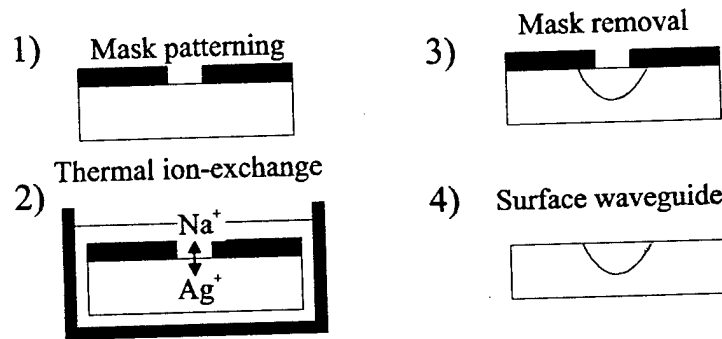 1) Mask patterning
Thermal ion-exchange
2)
Na⁺
Ag⁺
Mask removal
3)
4) Surface waveguide